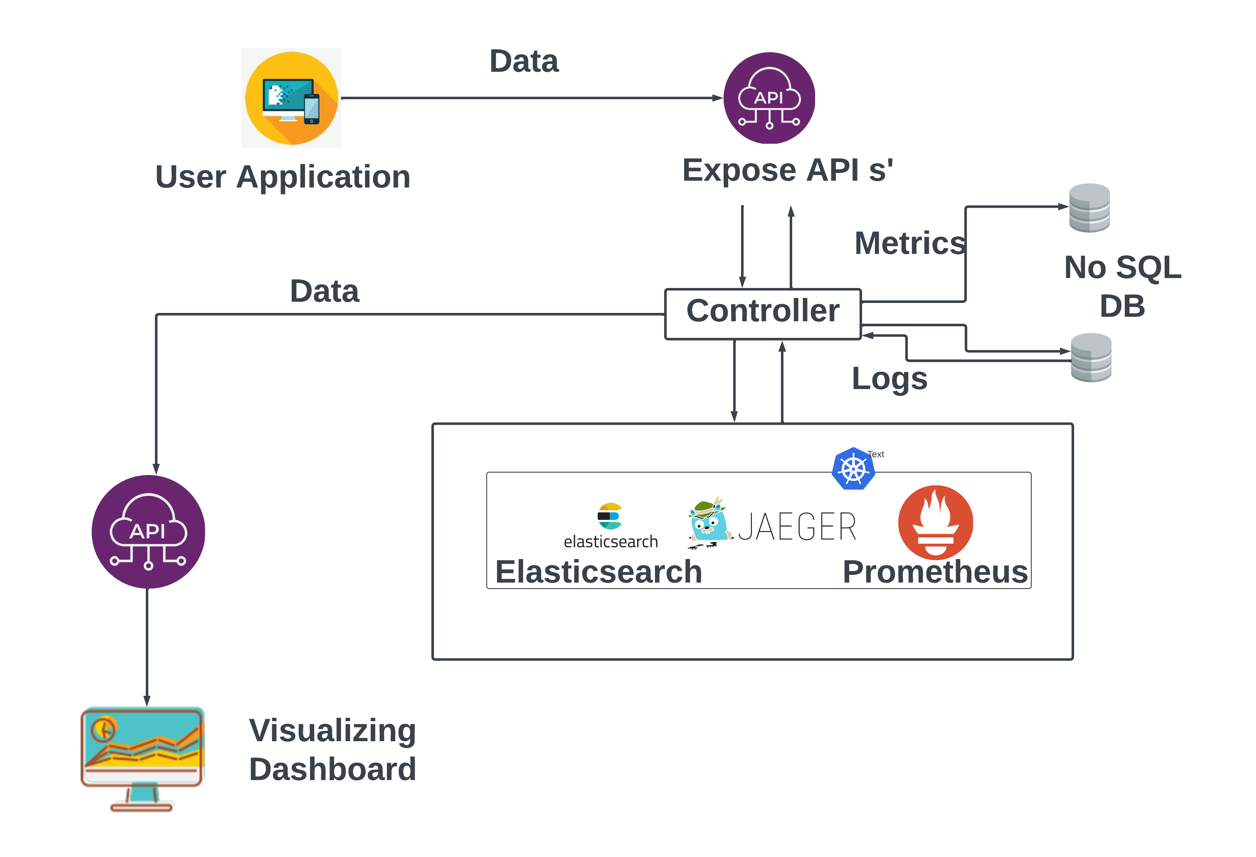 Data
API
User Application
Expose API s'
Metrics
No SQL
DB
Data
Controller
Logs
Text
elasticsearch
JAEGER
Elasticsearch
Prometheus
API
Visualizing
Dashboard